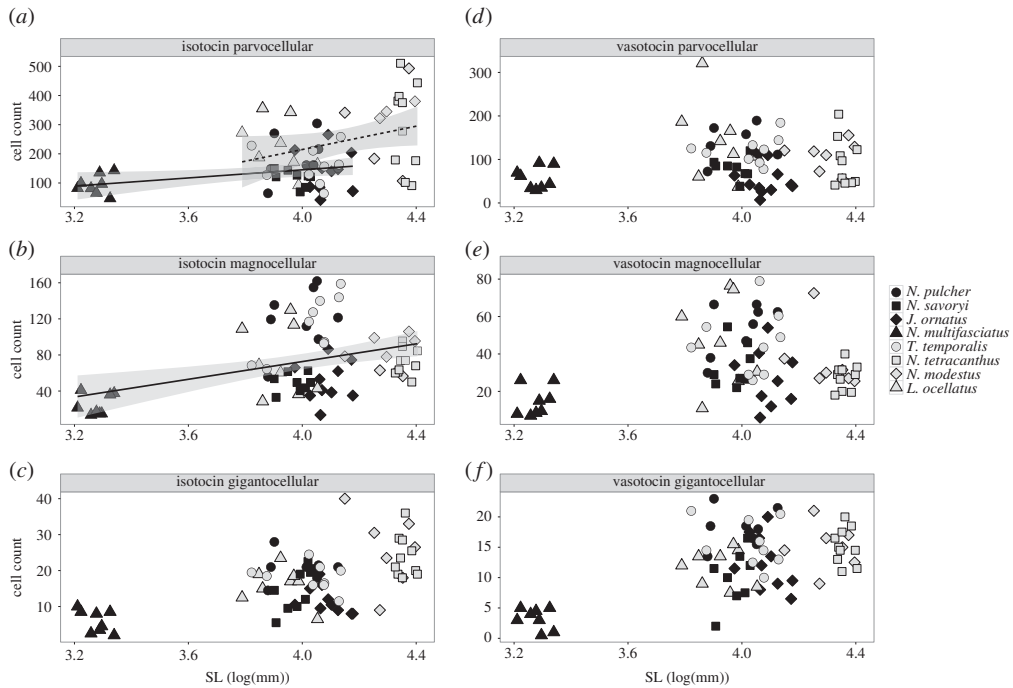 (a)
isotocin parvocellular
cell count
500
400
300
200
100
3.2
3.6
4.0
4.4
(b)
isotocin magnocellular
cell count
160
120
80
40
3.2
3.6
4.0
4.4
(c)
isotocin gigantocellular
cell count
40
30
20
10
3.2
3.6
4.0
4.4
SL (log(mm))
(d)
vasotocin parvocellular
300
200
100
0
3.2
3.6
4.0
4.4
(e)
vasotocin magnocellular
80
60
40
20
3.2
3.6
4.0
4.4
(f)
vasotocin gigantocellular
20
15
10
5
0
3.2
3.6
4.0
4.4
SL (log(mm))
N. pulcher
N. savoryi
J. ornatus
N. multifasciatus
T. temporalis
N. tetracanthus
N. modestus
L. ocellatus